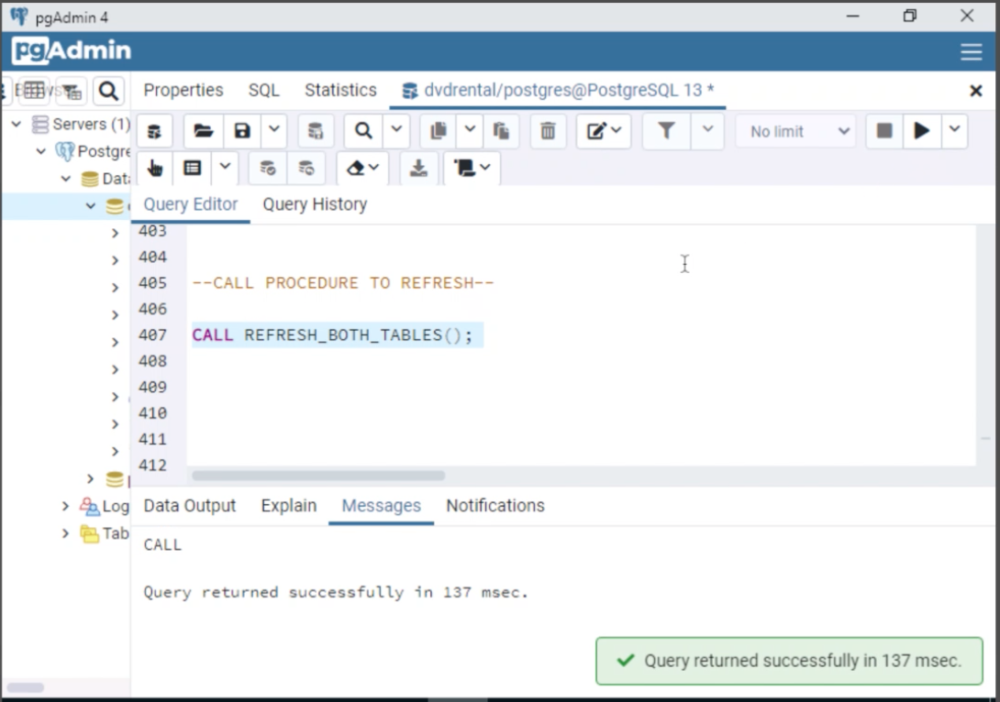 pgAdmin 4
pgAdmin
Properties SQL Statistics dvdrental/postgres@PostgreSQL 13 *
Servers (1)
Postgre
Data
No limit
Query Editor Query History
403
404
405 --CALL PROCEDURE TO REFRESH--
406
407 CALL REFRESH_BOTH_TABLES();
408
409
410
411
412
Log
Tab
Data Output Explain Messages Notifications
CALL
Query returned successfully in 137 msec.
Query returned successfully in 137 msec.